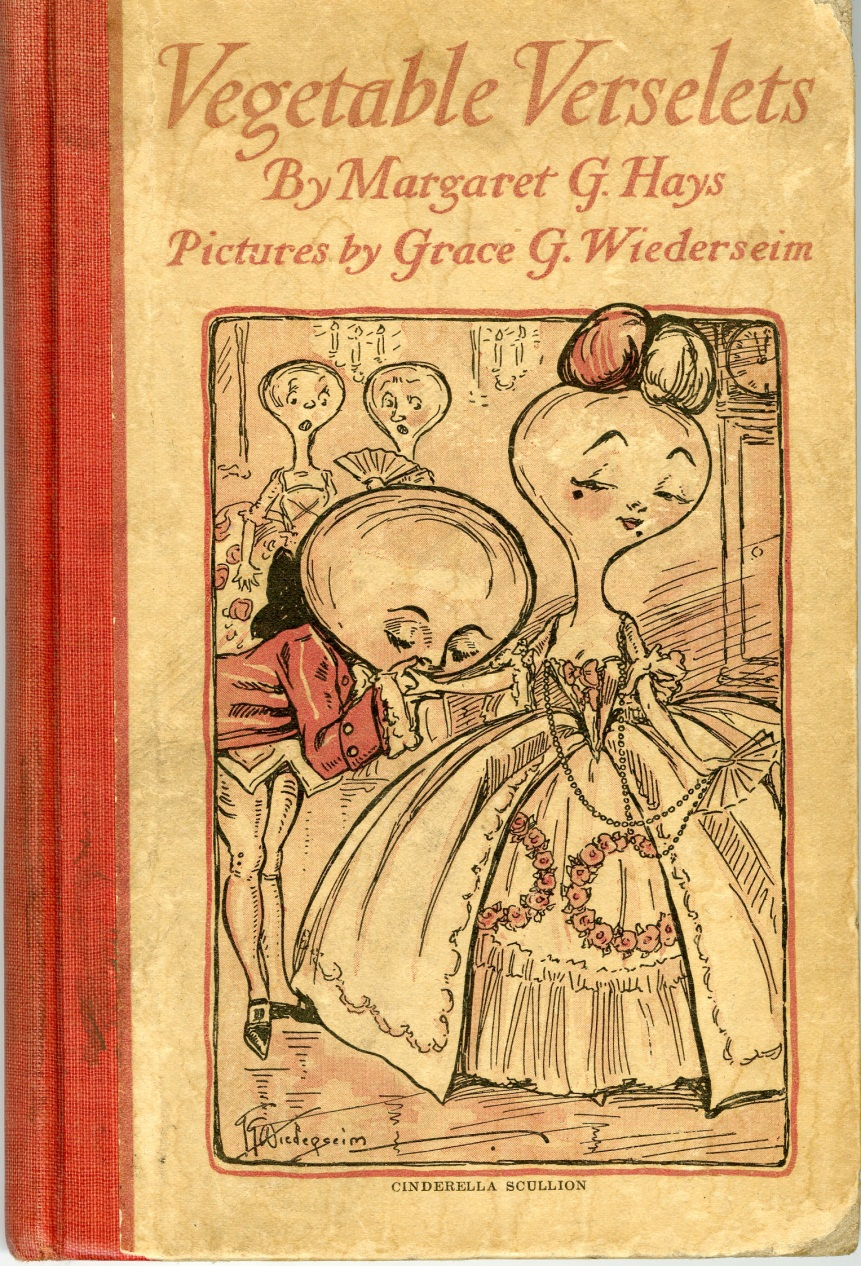 Vegetable Verselets
By Margaret G. Hays
Pictures by Grace G. Wiederseim
GGWiederseim
CINDERELLA SCULLION